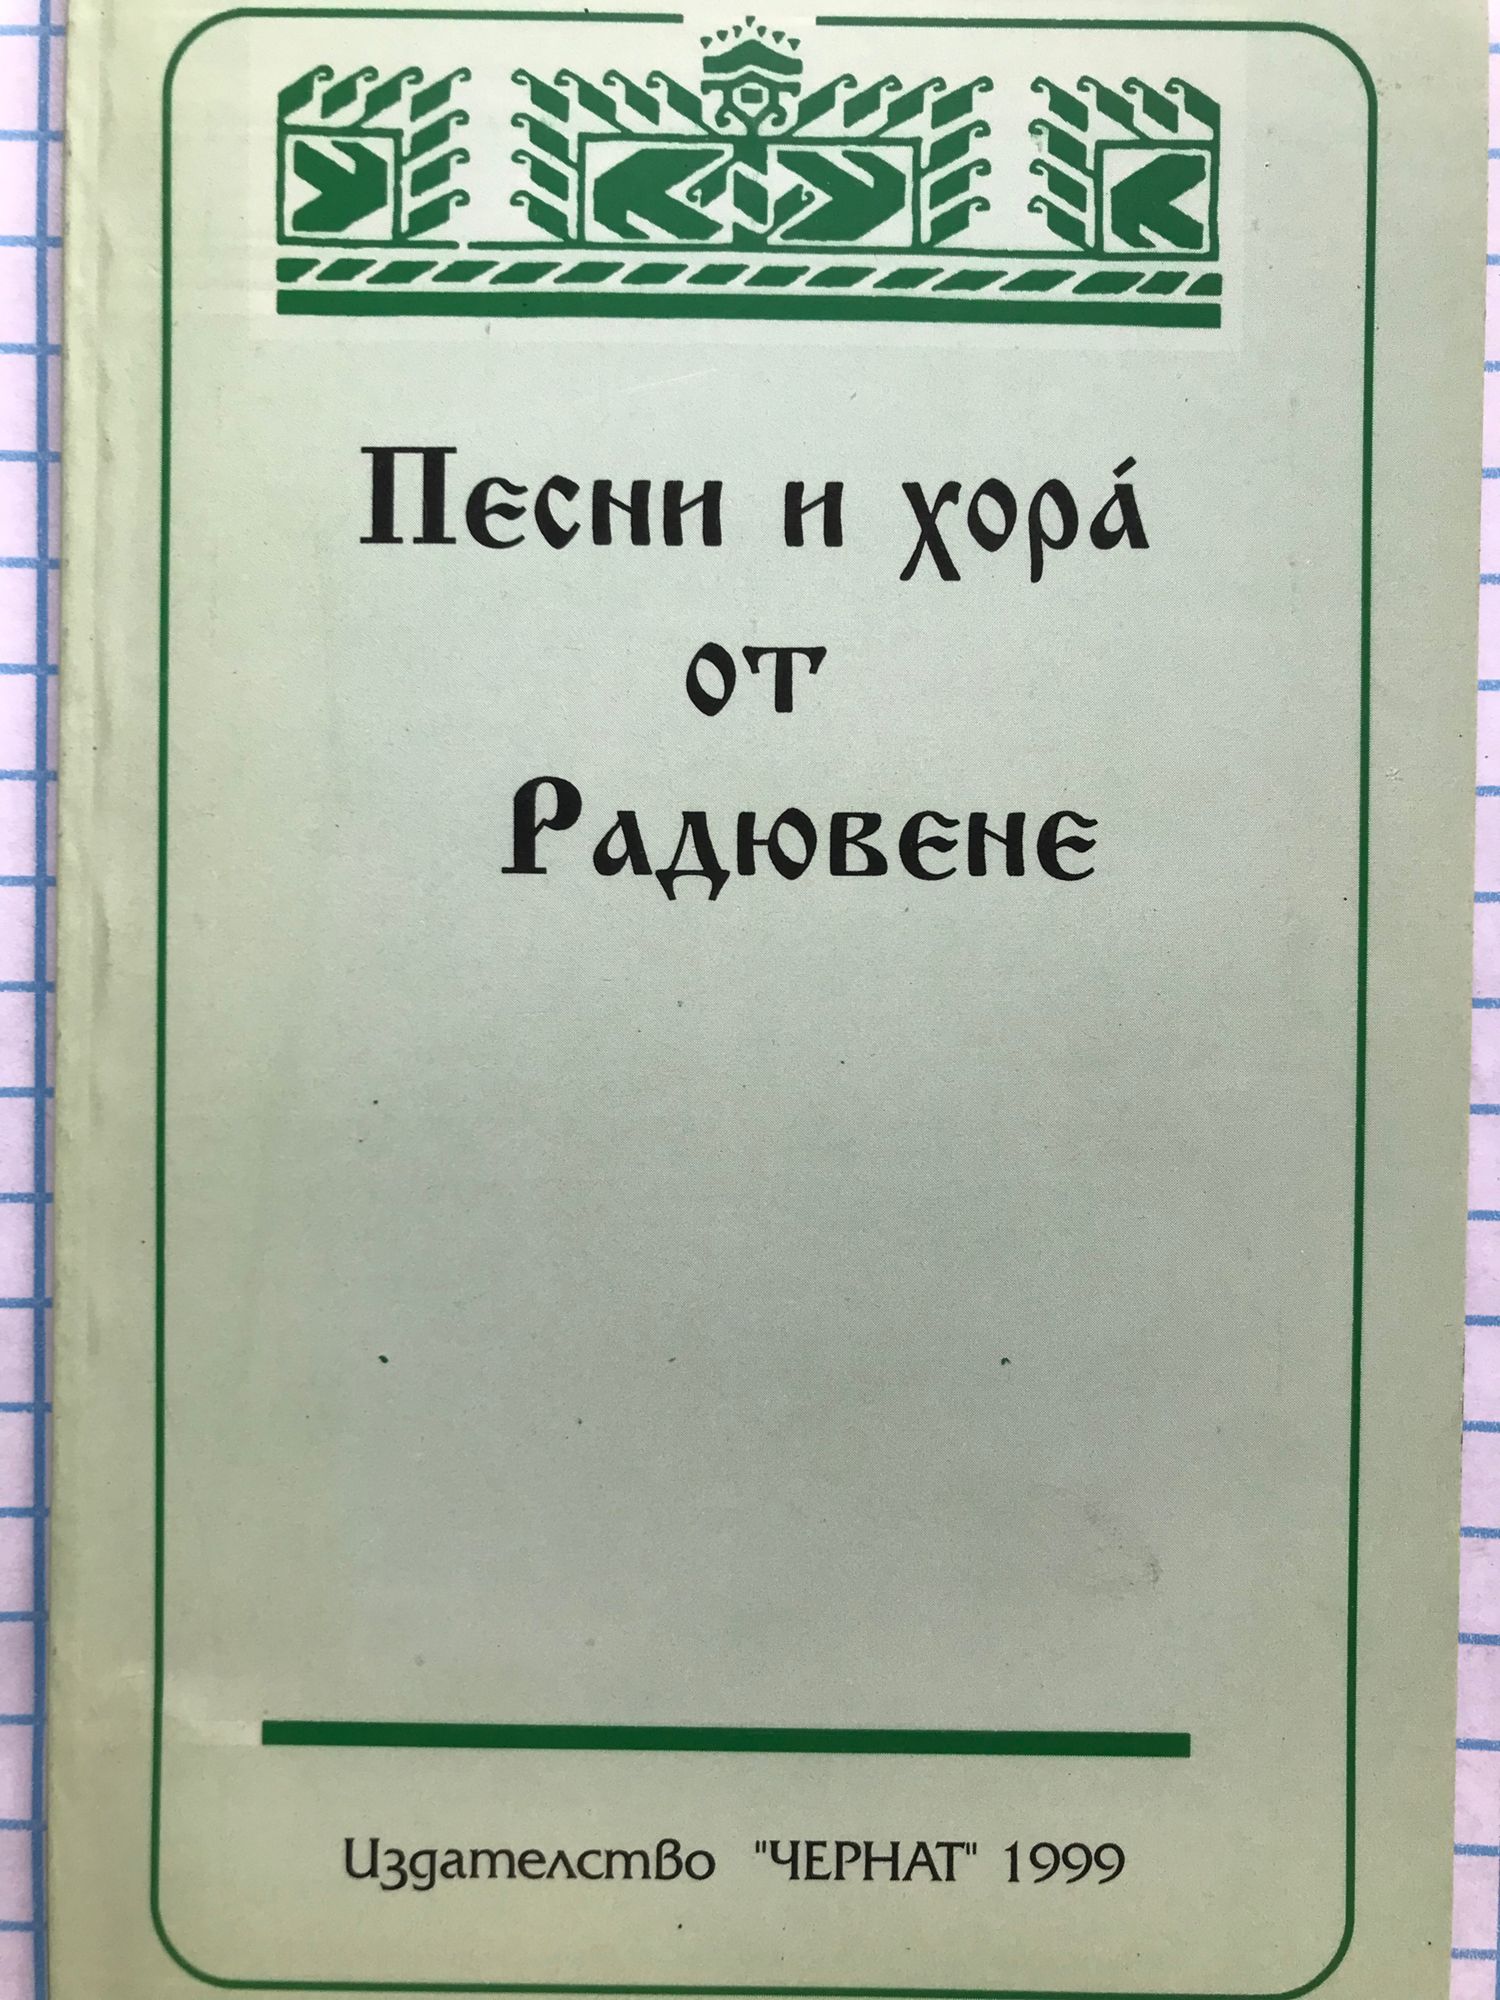 Песни и хора́
от
Радювене
Издателство "ЧЕРНАТ" 1999